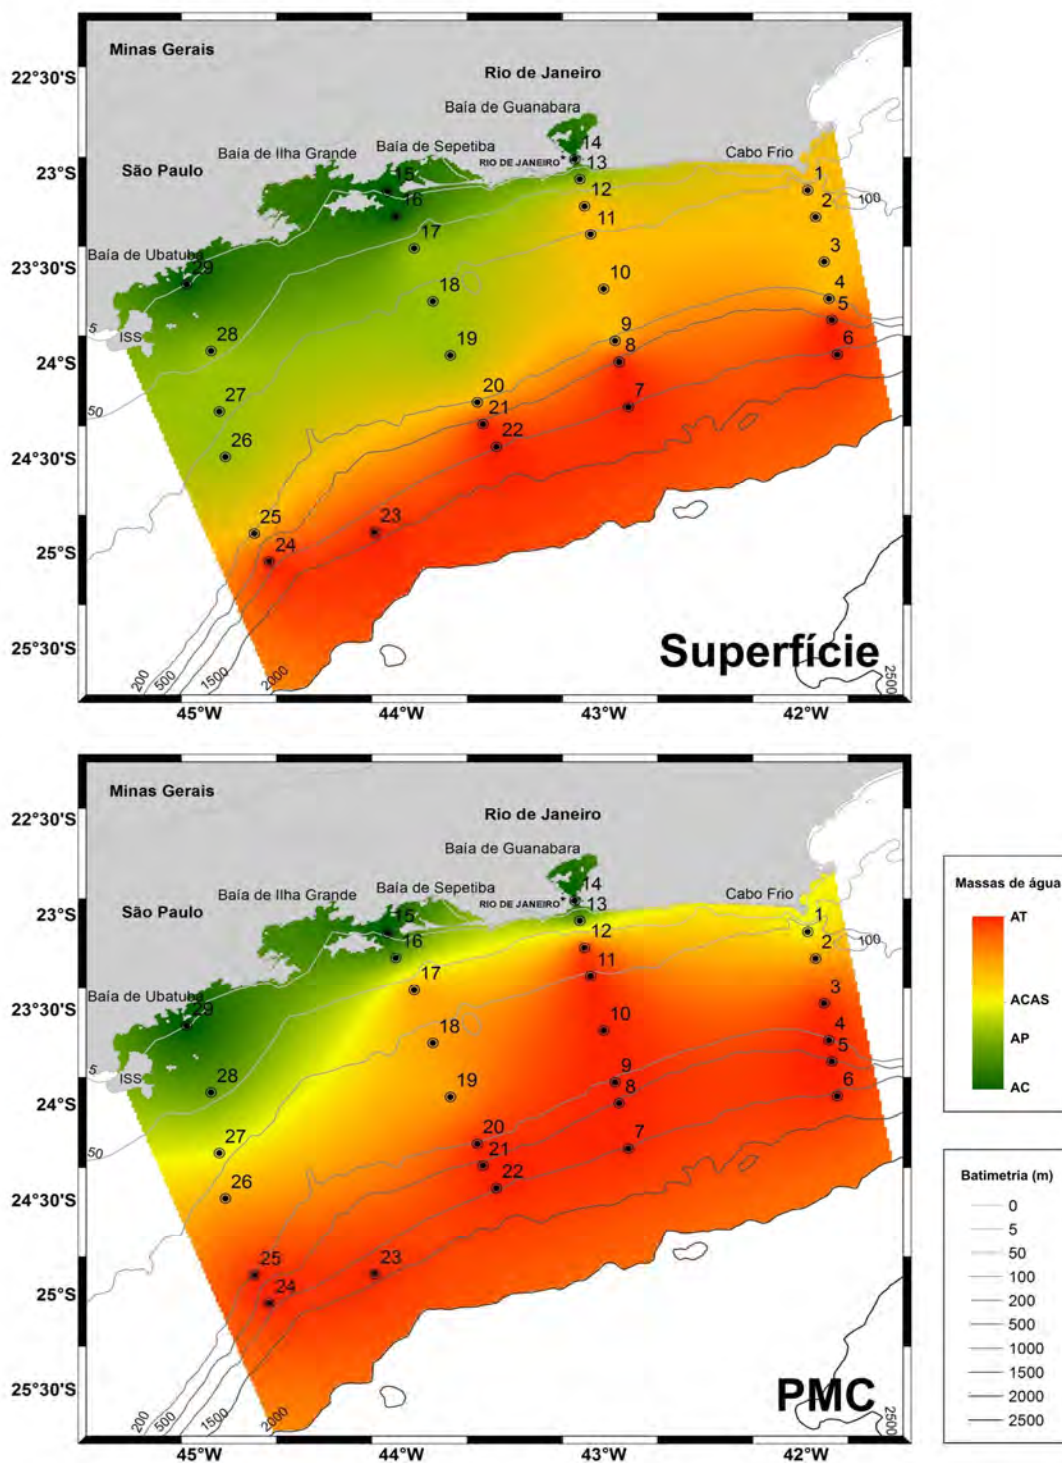 Minas Gerais
22°30'S
Rio de Janeiro
Baía de Guanabara
14
Baía de Ilha Grande
Baía de Sepetiba
RIO DE JANEIRO
13
Cabo Frio
23°S
São Paulo
15
12
1
100
16
11
2
17
Baía de Ubatuba
29
3
23°30'S
10
18
4
5
5
ISS
28
9
19
8
6
24°S
20
7
27
21
50
26
22
24°30'S
25
23
24
25°S
25°30'S
Superfície
200
500
1500
2000
2500
45°W
44°W
43°W
42°W
Minas Gerais
22°30'S
Rio de Janeiro
Baía de Guanabara
14
Baía de Ilha Grande
Baía de Sepetiba
RIO DE JANEIRO
13
Cabo Frio
23°S
São Paulo
15
12
1
100
16
11
2
17
Baía de Ubatuba
29
3
23°30'S
10
18
4
5
5
ISS
28
9
19
8
6
24°S
20
7
27
21
50
26
22
24°30'S
25
23
24
25°S
25°30'S
PMC
200
500
1500
2000
2500
45°W
44°W
43°W
42°W
Massas de água
AT
ACAS
AP
AC
Batimetria (m)
0
5
50
100
200
500
1000
1500
2000
2500